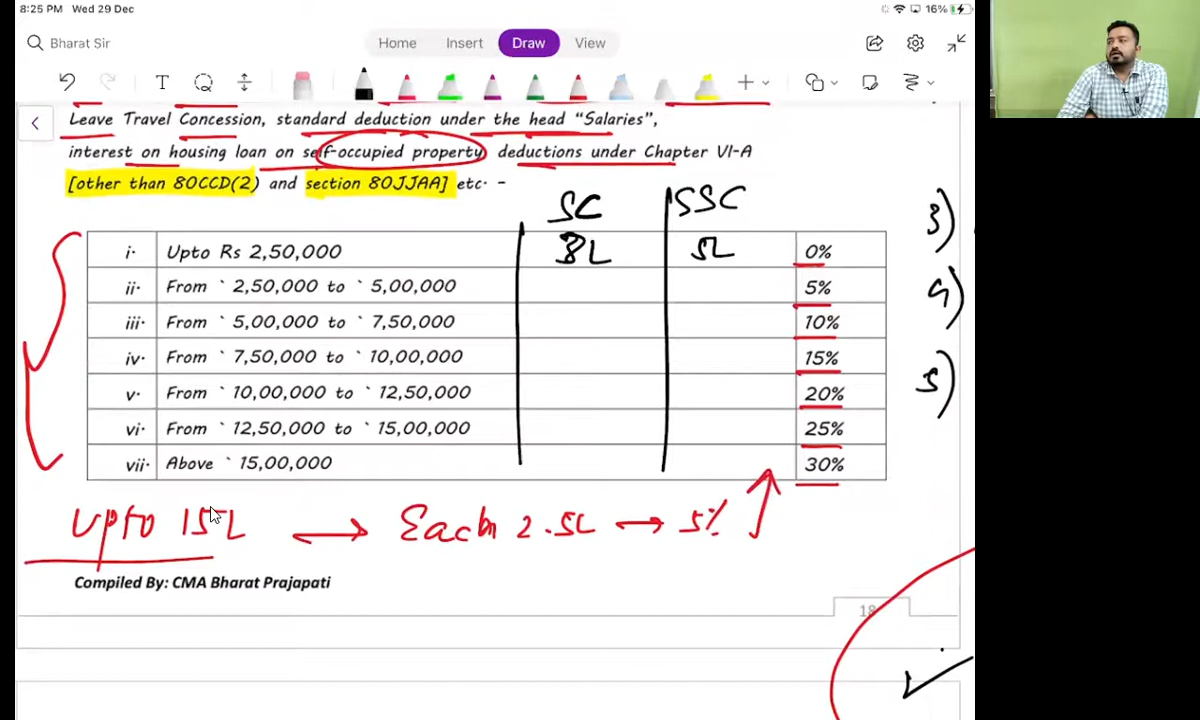 8:25 PM Wed 29 Dec
16%
Bharat Sir
Home Insert Draw View
T
Leave Travel Concession, standard deduction under the head “Salaries”,
interest on housing loan on self-occupied property deductions under Chapter VI-A
[other than 80CCD(2) and section 80JJAA] etc· -
SC SSC
3)
i· Upto Rs 2,50,000 3L 5L 0%
ii· From ` 2,50,000 to ` 5,00,000 5%
4)
iii· From ` 5,00,000 to ` 7,50,000 10%
iv· From ` 7,50,000 to ` 10,00,000 15%
5)
v· From ` 10,00,000 to ` 12,50,000 20%
vi· From ` 12,50,000 to ` 15,00,000 25%
vii· Above ` 15,00,000 30%
Upto 15L ↔ Each 2.5L → 5% ↑
Compiled By: CMA Bharat Prajapati
18